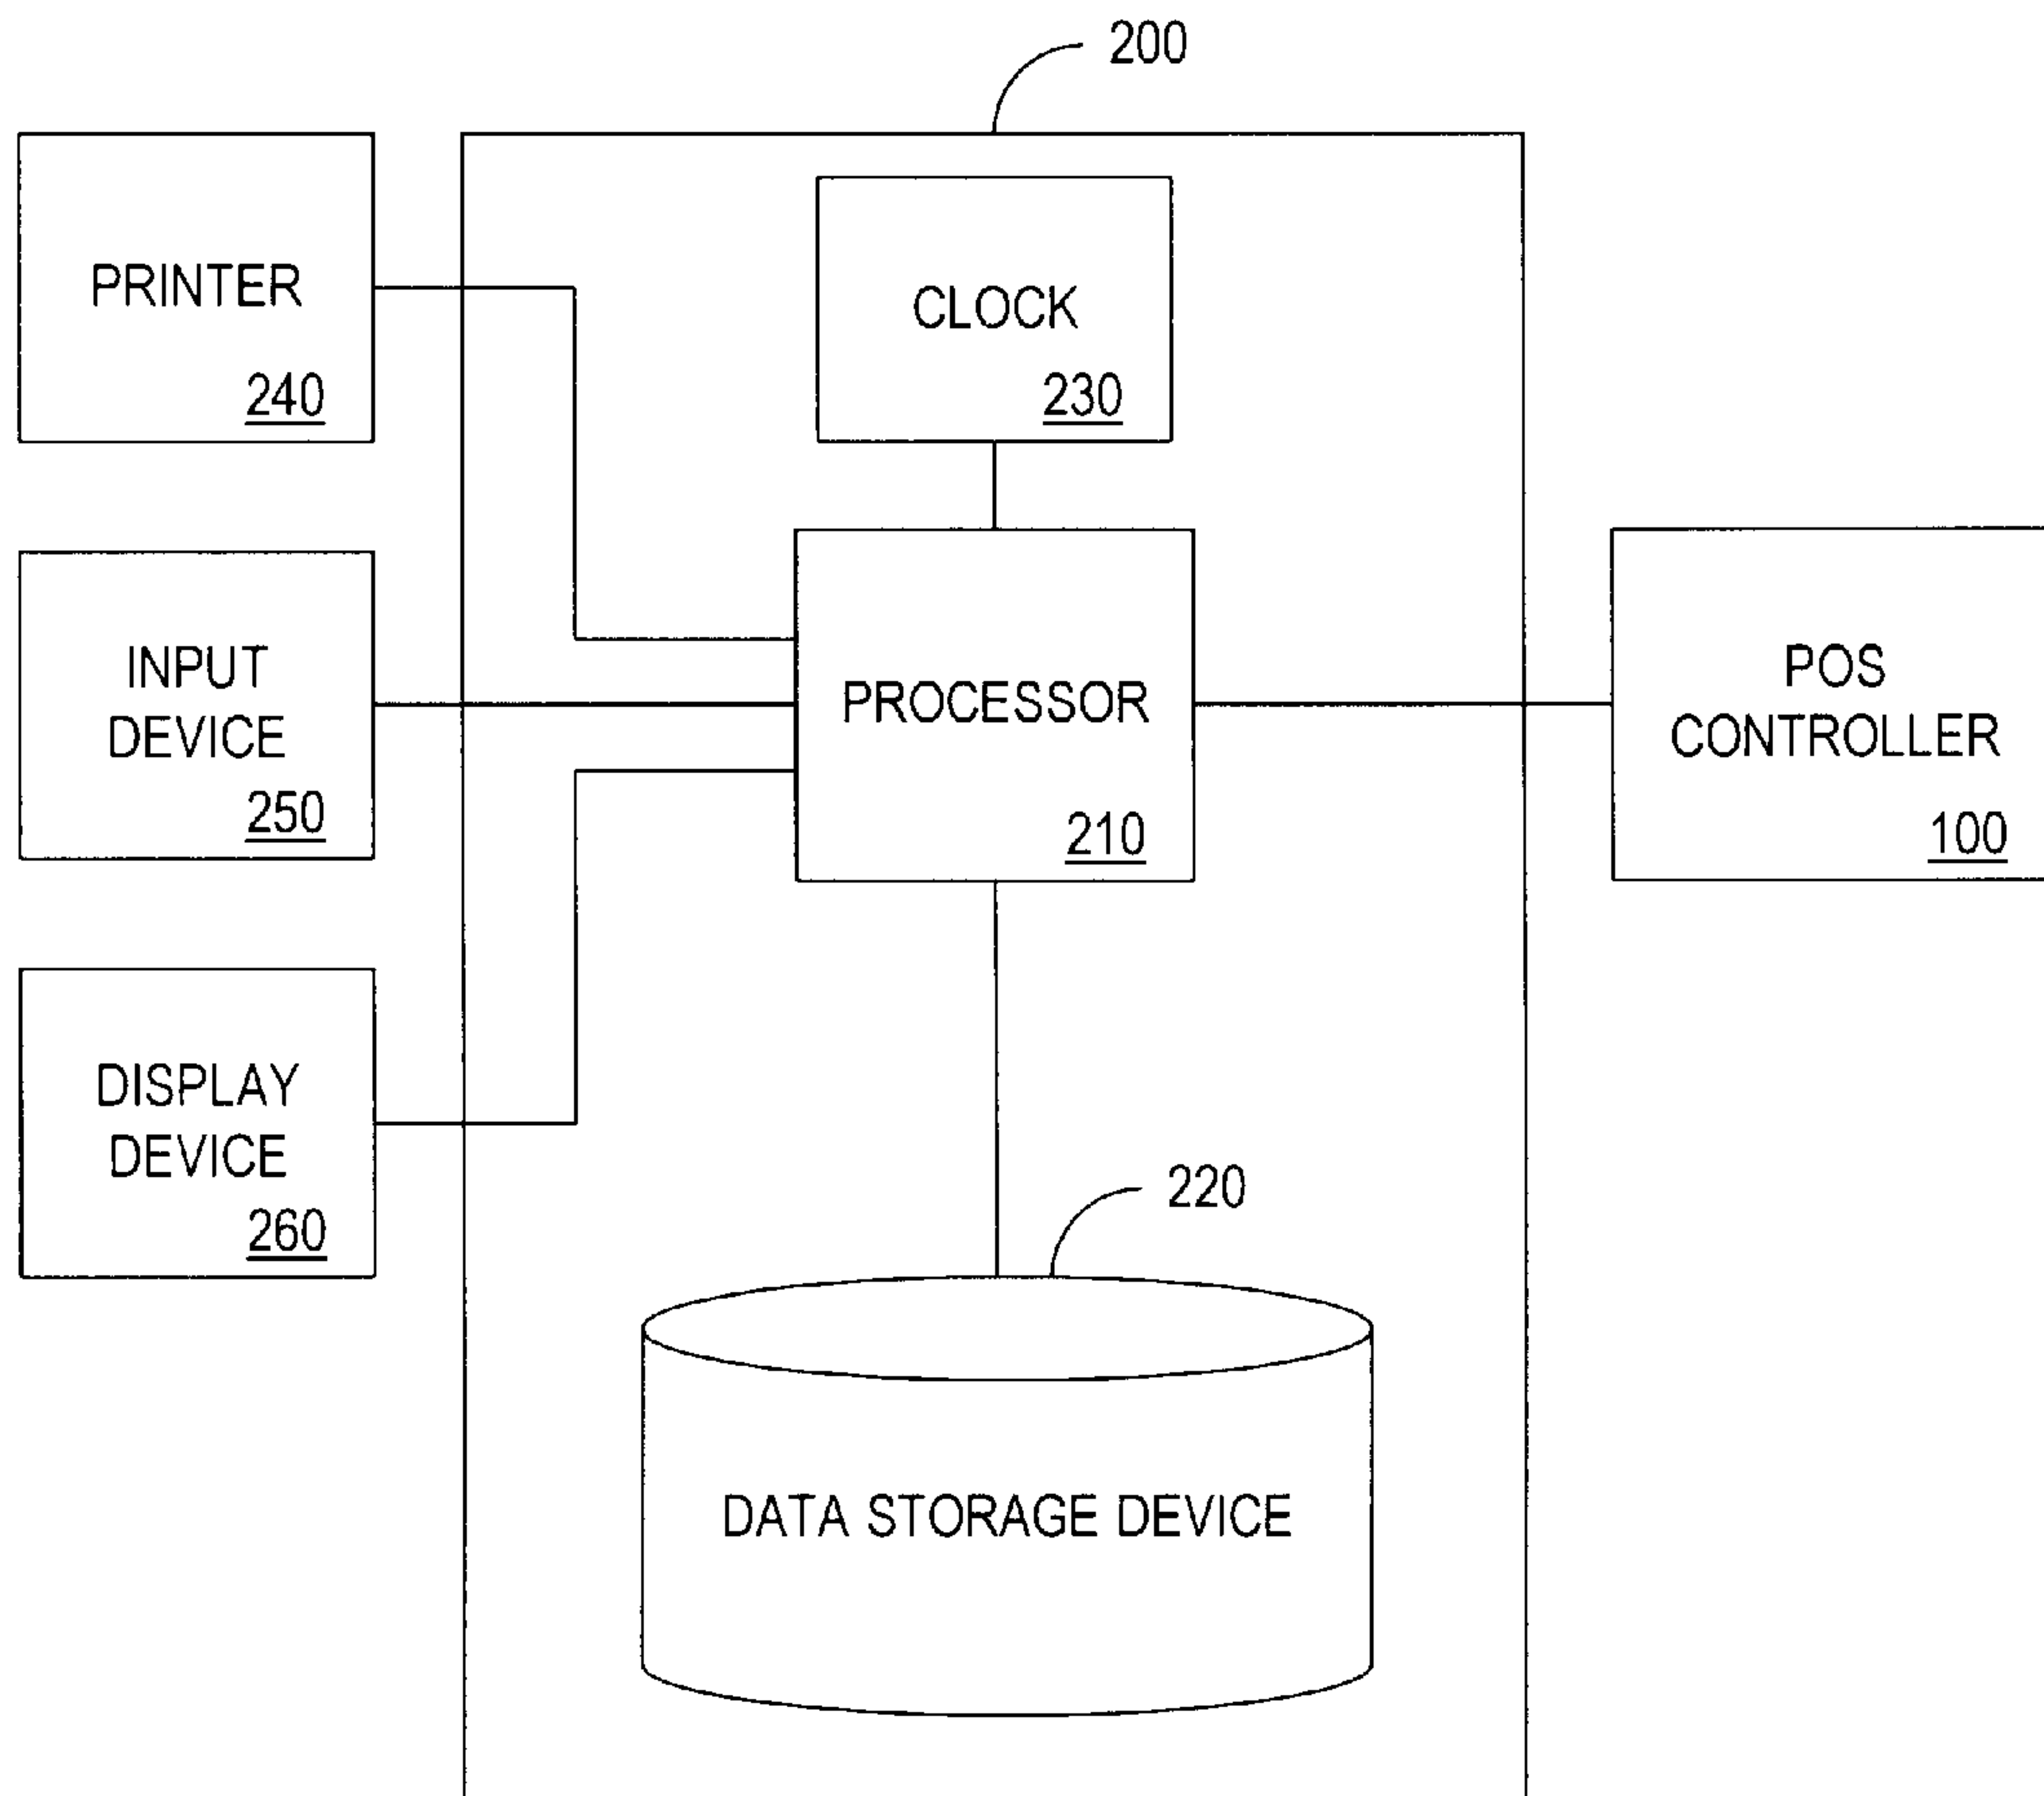 200
PRINTER
240
CLOCK
230
INPUT
DEVICE
250
PROCESSOR
210
POS
CONTROLLER
100
DISPLAY
DEVICE
260
220
DATA STORAGE DEVICE